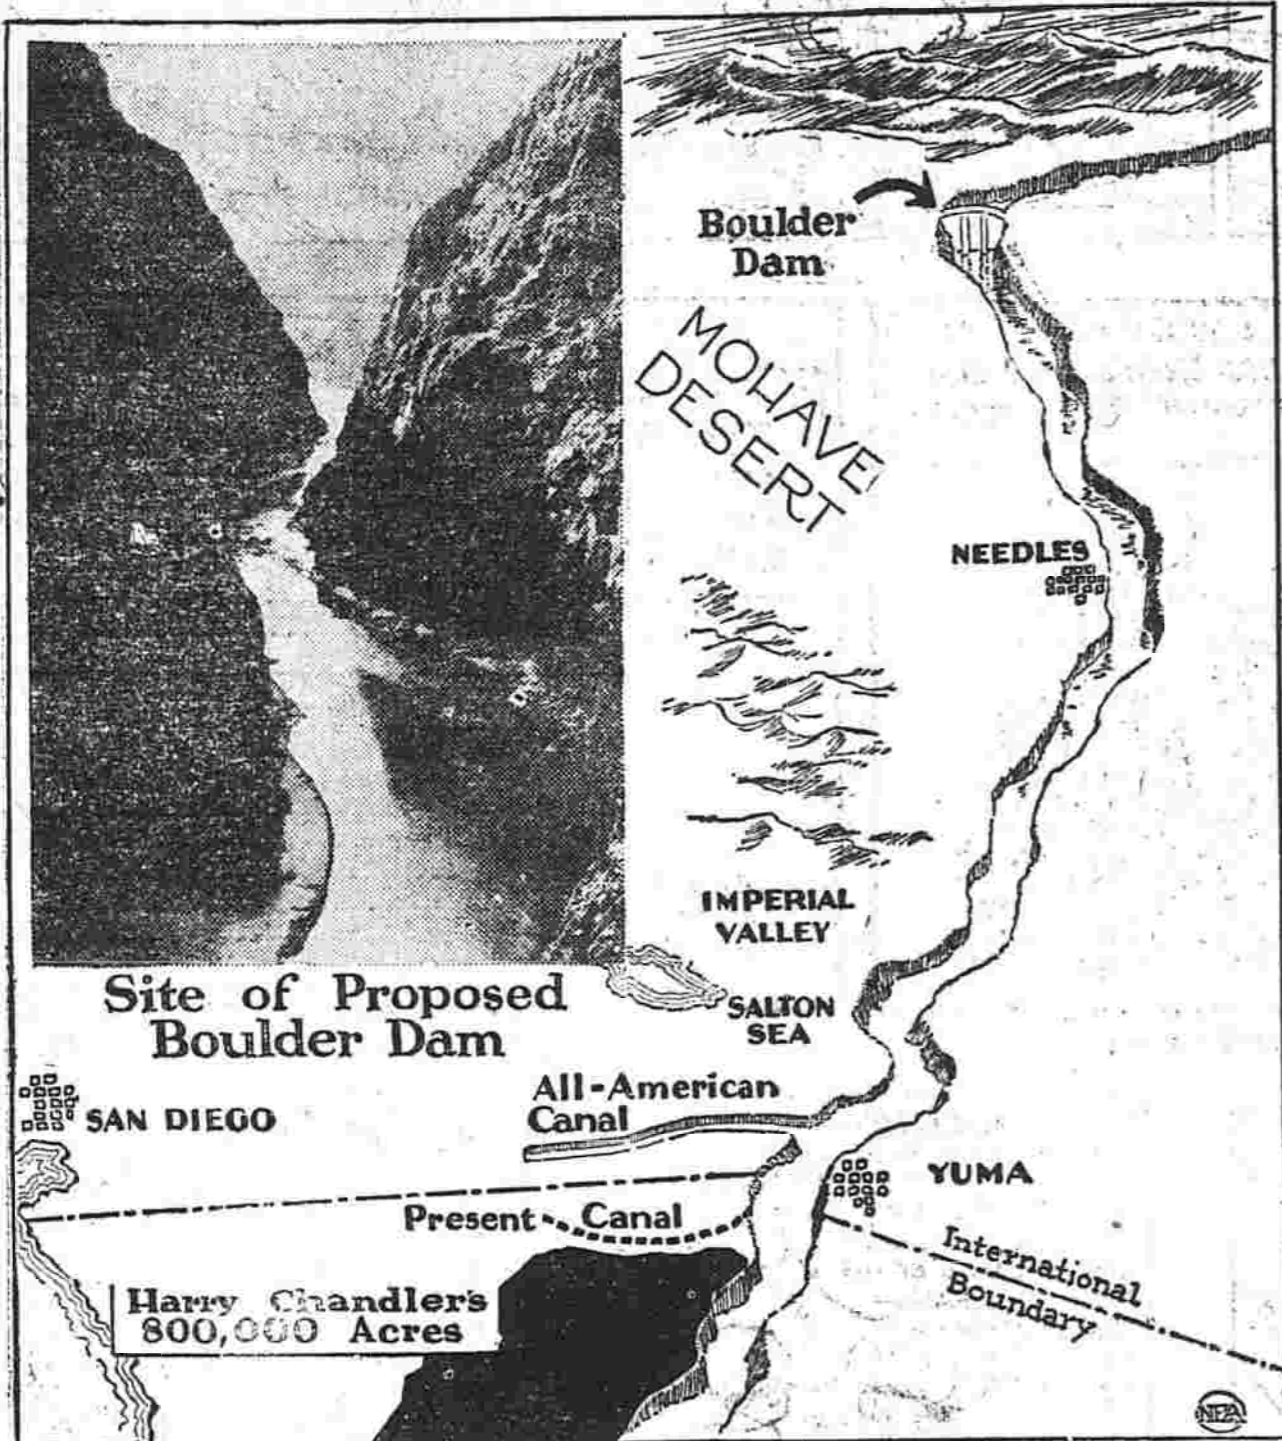 Boulder
Dam
MOHAVE
DESERT
NEEDLES
IMPERIAL
VALLEY
SALTON
SEA
Site of Proposed
Boulder Dam
SAN DIEGO
All-American
Canal
YUMA
Present Canal
International
Boundary
Harry Chandler's
800,000 Acres
NEA